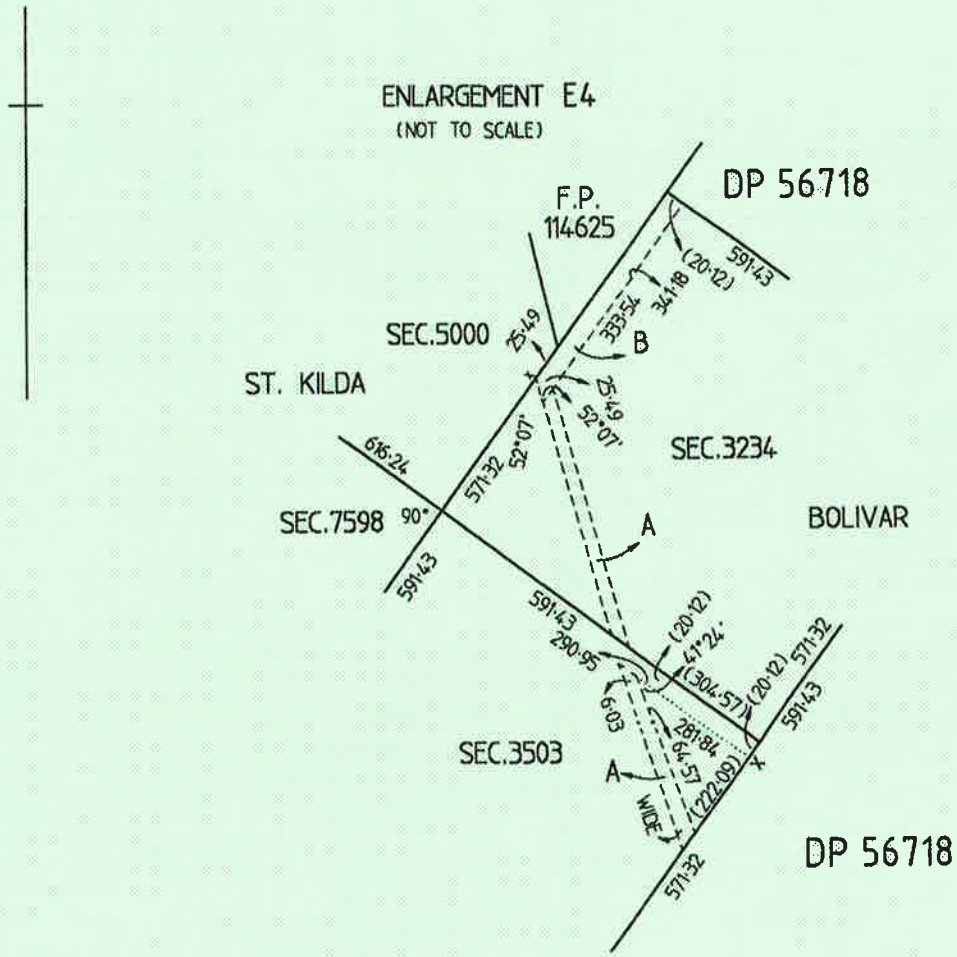 ENLARGEMENT E4
(NOT TO SCALE)
DP 56718
F.P.
114625
(20·12)
591·43
341·18
333·54
SEC.5000
25·49
B
ST. KILDA
25·49
52°07'
52°07'
571·32
SEC.3234
616·24
SEC.7598
90°
BOLIVAR
591·43
A
591·43
290·95
(20·12)
41°24'
(304·57)
(20·12)
571·32
591·43
6·03
SEC.3503
281·84
64·57
A
(222·09)
WIDE
DP 56718
571·32